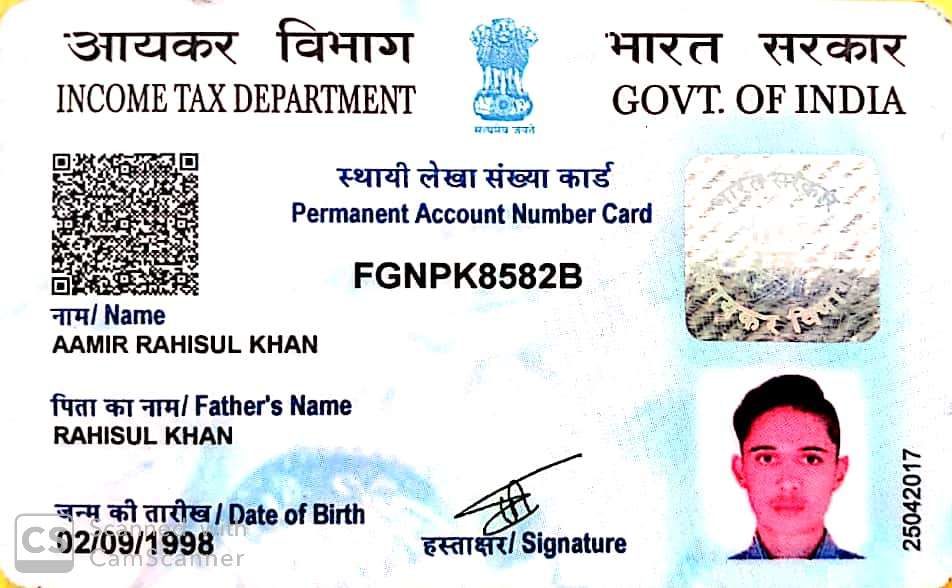 आयकर विभाग
INCOME TAX DEPARTMENT
सत्यमेव जयते
भारत सरकार
GOVT. OF INDIA
स्थायी लेखा संख्या कार्ड
Permanent Account Number Card
FGNPK8582B
भारत सरकार
नाम/ Name
AAMIR RAHISUL KHAN
पिता का नाम/ Father's Name
RAHISUL KHAN
जन्म की तारीख/ Date of Birth
02/09/1998
हस्ताक्षर/ Signature
25042017
CS Scanned with
CamScanner